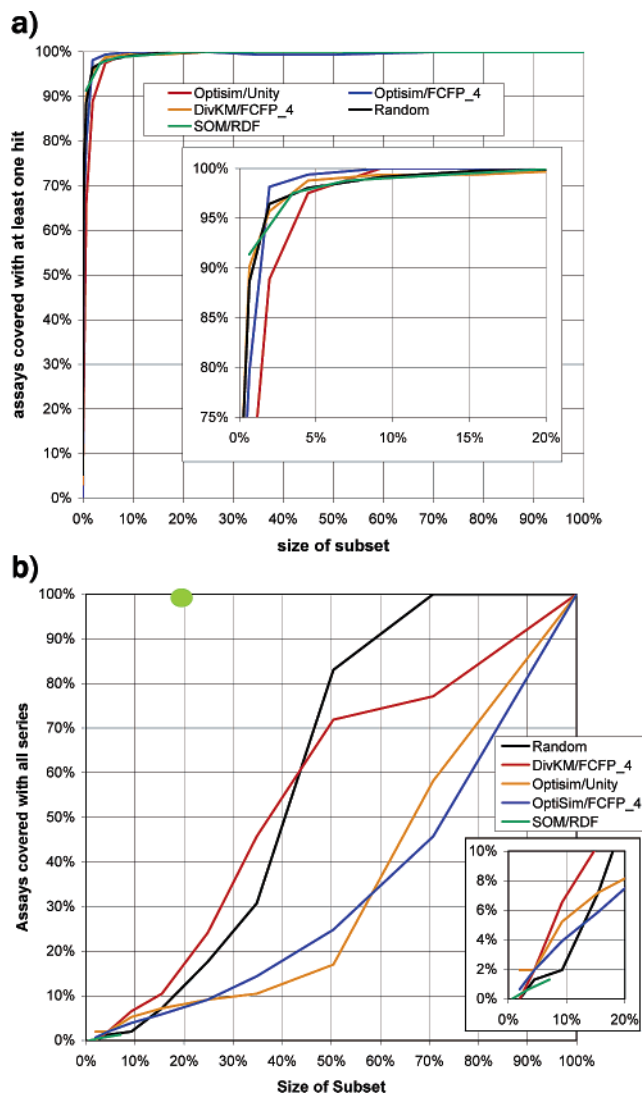 a)
100%
90%
80%
70%
60%
50%
40%
30%
20%
10%
0%
assays covered with at least one hit
Optisim/Unity
Optisim/FCFP_4
DivKM/FCFP_4
Random
SOM/RDF
100%
95%
90%
85%
80%
75%
0% 5% 10% 15% 20%
0% 10% 20% 30% 40% 50% 60% 70% 80% 90% 100%
size of subset
b)
100%
90%
80%
70%
60%
50%
40%
30%
20%
10%
0%
Assays covered with all series
Random
DivKM/FCFP_4
Optisim/Unity
OptiSim/FCFP_4
SOM/RDF
10%
8%
6%
4%
2%
0%
0% 10% 20%
0% 10% 20% 30% 40% 50% 60% 70% 80% 90% 100%
Size of Subset